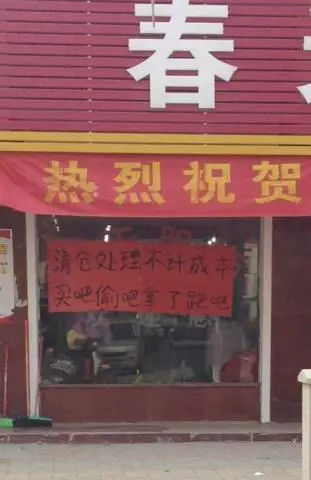 春
热烈祝贺
清仓处理不计成本
买吧偷吧拿了跑吧